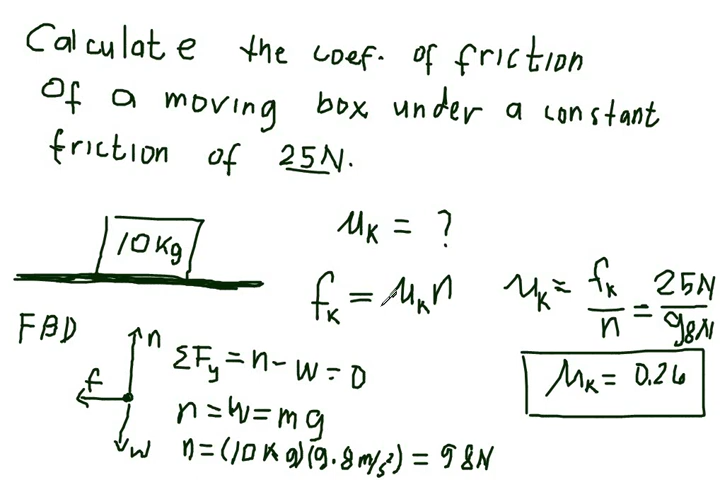 Calculate the coef. of friction
of a moving box under a constant
friction of 25N.
10Kg
μK = ?
fK = μK n
μK = fK/n = 25N/98N
μK = 0.26
FBD
n
f
W
ΣFy = n - W = 0
n = W = mg
n = (10Kg)(9.8m/s²) = 98N